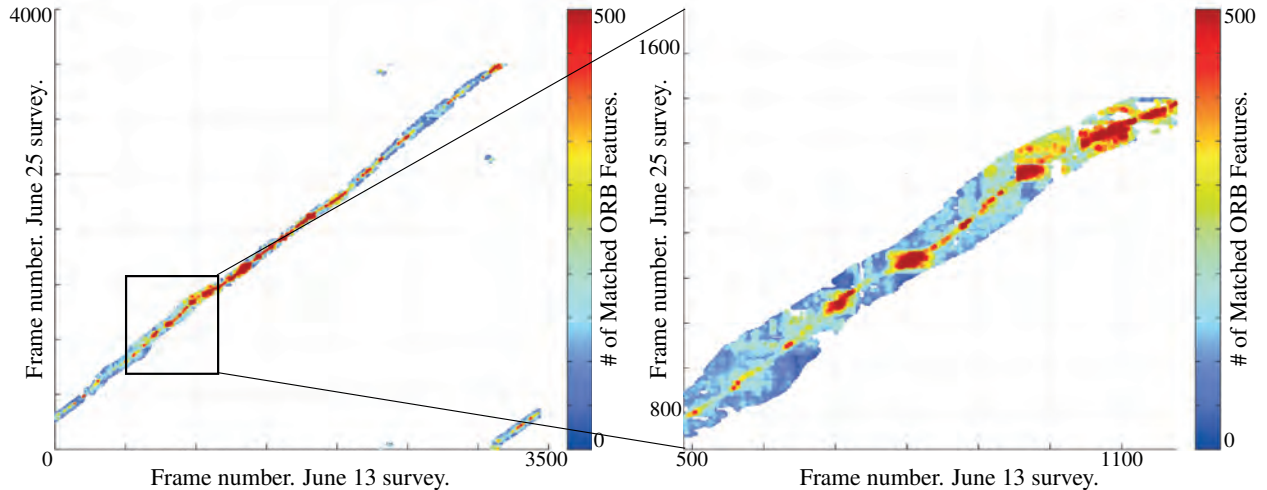 4000
Frame number. June 25 survey.
0
3500
Frame number. June 13 survey.
500
# of Matched ORB Features.
0
1600
Frame number. June 25 survey.
800
500
1100
Frame number. June 13 survey.
500
# of Matched ORB Features.
0